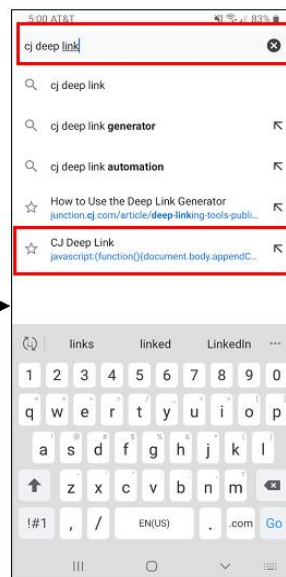 5:00 AT&T 83%
cj deep link
cj deep link
cj deep link generator
cj deep link automation
How to Use the Deep Link Generator
junction.cj.com/article/deep-linking-tools-publi...
CJ Deep Link
javascript:(function(){document.body.appendC...
links linked LinkedIn ...
1 2 3 4 5 6 7 8 9 0
q w e r t y u i o p
a s d f g h j k l
z x c v b n m
!#1 , / EN(US) . .com Go